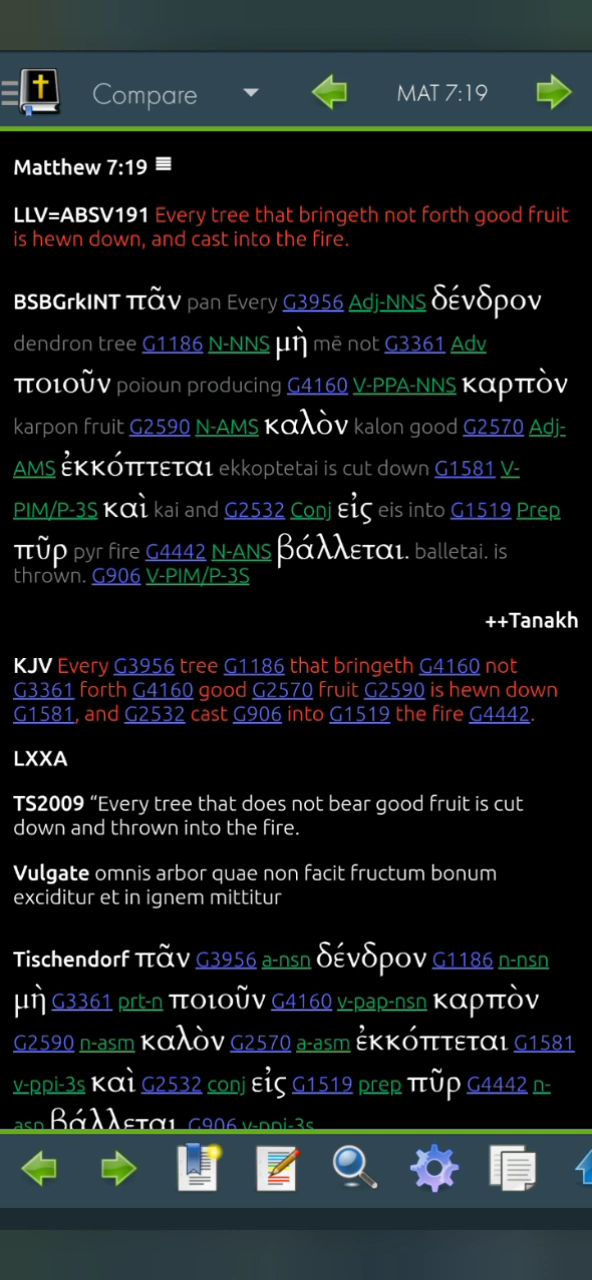 Compare
MAT 7:19
Matthew 7:19
LLV=ABSV191 Every tree that bringeth not forth good fruit
is hewn down, and cast into the fire.
BSBGrkINT πᾶν pan Every G3956 Adj-NNS δένδρον
dendron tree G1186 N-NNS μὴ mē not G3361 Adv
ποιοῦν poioun producing G4160 V-PPA-NNS καρπὸν
karpon fruit G2590 N-AMS καλὸν kalon good G2570 Adj-
AMS ἐκκόπτεται ekkoptetai is cut down G1581 V-
PIM/P-3S καὶ kai and G2532 Conj εἰς eis into G1519 Prep
πῦρ pyr fire G4442 N-ANS βάλλεται. balletai. is
thrown. G906 V-PIM/P-3S
++Tanakh
KJV Every G3956 tree G1186 that bringeth G4160 not
G3361 forth G4160 good G2570 fruit G2590 is hewn down
G1581, and G2532 cast G906 into G1519 the fire G4442.
LXXA
TS2009 “Every tree that does not bear good fruit is cut
down and thrown into the fire.
Vulgate omnis arbor quae non facit fructum bonum
exciditur et in ignem mittitur
Tischendorf πᾶν G3956 a-nsn δένδρον G1186 n-nsn
μὴ G3361 prt-n ποιοῦν G4160 v-pap-nsn καρπὸν
G2590 n-asm καλὸν G2570 a-asm ἐκκόπτεται G1581
v-ppi-3s καὶ G2532 conj εἰς G1519 prep πῦρ G4442 n-
asn βάλλεται. G906 v-ppi-3s